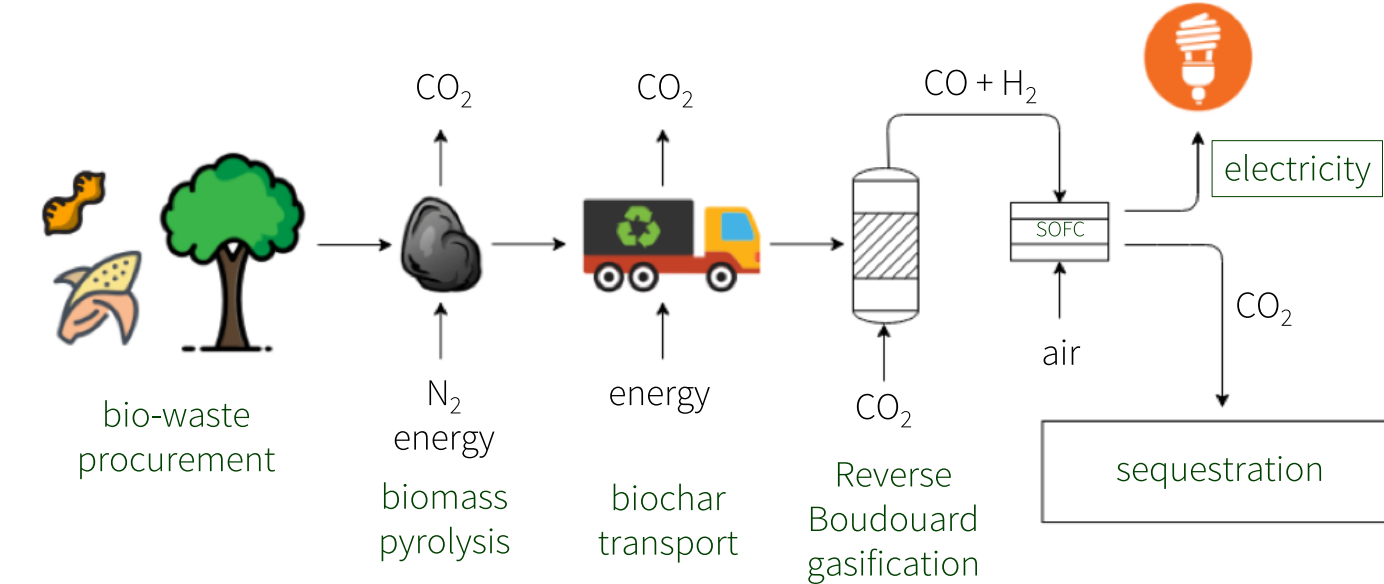 bio-waste
procurement
CO₂
N₂
energy
biomass
pyrolysis
CO₂
energy
biochar
transport
CO + H₂
CO₂
Reverse
Boudouard
gasification
SOFC
air
electricity
CO₂
sequestration